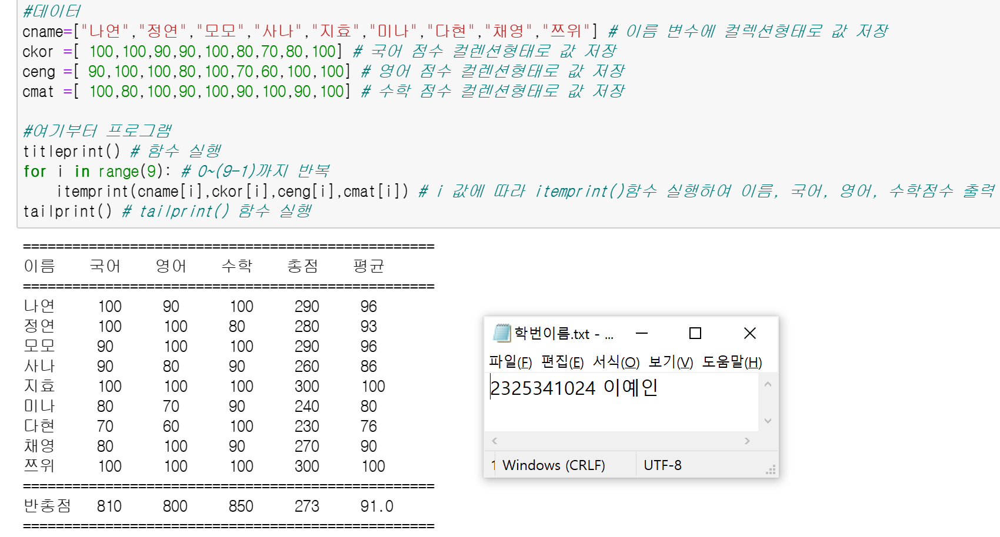 #데이터
cname=["나연","정연","모모","사나","지효","미나","다현","채영","쯔위"] # 이름 변수에 컬렉션형태로 값 저장
ckor =[ 100,100,90,90,100,80,70,80,100] # 국어 점수 컬렌션형태로 값 저장
ceng =[ 90,100,100,80,100,70,60,100,100] # 영어 점수 컬렌션형태로 값 저장
cmat =[ 100,80,100,90,100,90,100,90,100] # 수학 점수 컬렌션형태로 값 저장
#여기부터 프로그램
titleprint() # 함수 실행
for i in range(9): # 0~(9-1)까지 반복
    itemprint(cname[i],ckor[i],ceng[i],cmat[i]) # i 값에 따라 itemprint()함수 실행하여 이름, 국어, 영어, 수학점수 출력
tailprint() # tailprint() 함수 실행
==================================================
이름 국어 영어 수학 총점 평균
==================================================
나연 100 90 100 290 96
정연 100 100 80 280 93
모모 90 100 100 290 96
사나 90 80 90 260 86
지효 100 100 100 300 100
미나 80 70 90 240 80
다현 70 60 100 230 76
채영 80 100 90 270 90
쯔위 100 100 100 300 100
==================================================
반총점 810 800 850 273 91.0
==================================================
학번이름.txt - ...
파일(F) 편집(E) 서식(O) 보기(V) 도움말(H)
2325341024 이예인
1 Windows (CRLF) UTF-8